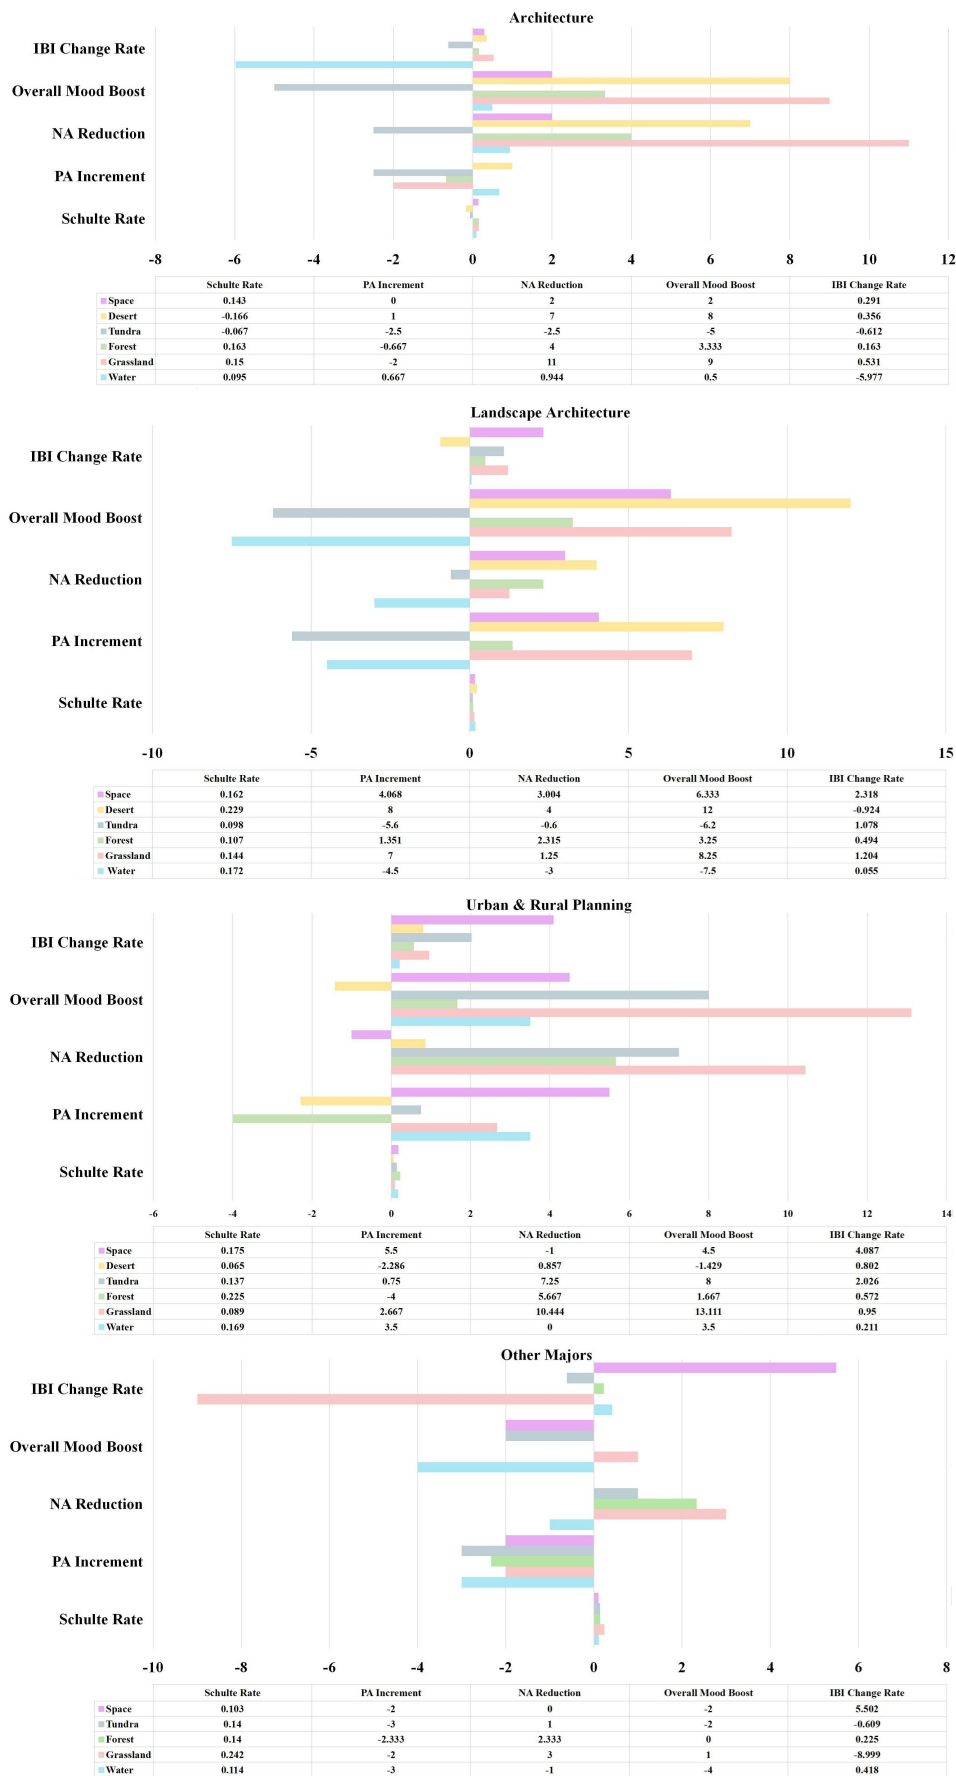 Architecture
IBI Change Rate
Overall Mood Boost
NA Reduction
PA Increment
Schulte Rate
-8 -6 -4 -2 0 2 4 6 8 10 12
Schulte Rate PA Increment NA Reduction Overall Mood Boost IBI Change Rate
Space 0.143 0 2 2 0.291
Desert -0.166 1 7 8 0.356
Tundra -0.067 -2.5 -2.5 -5 -0.612
Forest 0.163 -0.667 4 3.333 0.163
Grassland 0.15 -2 11 9 0.531
Water 0.095 0.667 0.944 0.5 -5.977
Landscape Architecture
IBI Change Rate
Overall Mood Boost
NA Reduction
PA Increment
Schulte Rate
-10 -5 0 5 10 15
Schulte Rate PA Increment NA Reduction Overall Mood Boost IBI Change Rate
Space 0.162 4.068 3.004 6.333 2.318
Desert 0.229 8 4 12 -0.924
Tundra 0.098 -5.6 -0.6 -6.2 1.078
Forest 0.107 1.351 2.315 3.25 0.494
Grassland 0.144 7 1.25 8.25 1.204
Water 0.172 -4.5 -3 -7.5 0.055
Urban & Rural Planning
IBI Change Rate
Overall Mood Boost
NA Reduction
PA Increment
Schulte Rate
-6 -4 -2 0 2 4 6 8 10 12 14
Schulte Rate PA Increment NA Reduction Overall Mood Boost IBI Change Rate
Space 0.175 5.5 -1 4.5 4.087
Desert 0.065 -2.286 0.857 -1.429 0.802
Tundra 0.137 0.75 7.25 8 2.026
Forest 0.225 -4 5.667 1.667 0.572
Grassland 0.089 2.667 10.444 13.111 0.95
Water 0.169 3.5 0 3.5 0.211
Other Majors
IBI Change Rate
Overall Mood Boost
NA Reduction
PA Increment
Schulte Rate
-10 -8 -6 -4 -2 0 2 4 6 8
Schulte Rate PA Increment NA Reduction Overall Mood Boost IBI Change Rate
Space 0.103 -2 0 -2 5.502
Tundra 0.14 -3 1 -2 -0.609
Forest 0.14 -2.333 2.333 0 0.225
Grassland 0.242 -2 3 1 -8.999
Water 0.114 -3 -1 -4 0.418